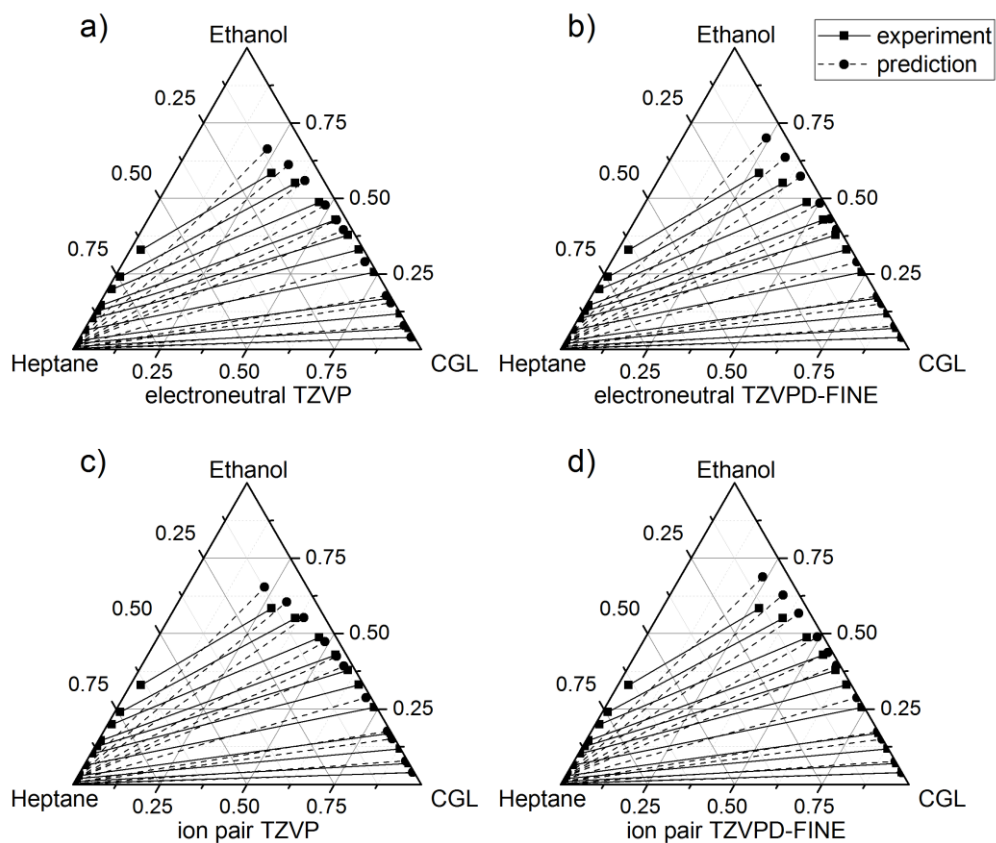 a)
Ethanol
0.25
0.75
0.50
0.50
0.75
0.25
Heptane
CGL
0.25
0.50
0.75
electroneutral TZVP
b)
Ethanol
experiment
prediction
0.25
0.75
0.50
0.50
0.75
0.25
Heptane
CGL
0.25
0.50
0.75
electroneutral TZVPD-FINE
c)
Ethanol
0.25
0.75
0.50
0.50
0.75
0.25
Heptane
CGL
0.25
0.50
0.75
ion pair TZVP
d)
Ethanol
0.25
0.75
0.50
0.50
0.75
0.25
Heptane
CGL
0.25
0.50
0.75
ion pair TZVPD-FINE